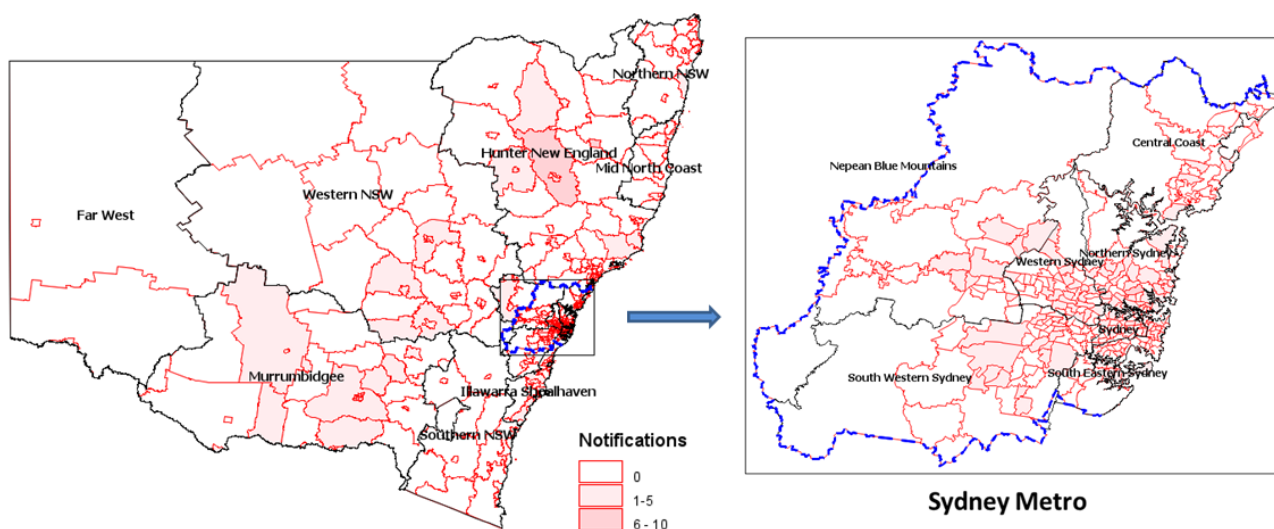 Northern NSW
Hunter New England
Mid North Coast
Western NSW
Far West
Murrumbidgee
Illawarra Shoalhaven
Southern NSW
Notifications
0
1-5
6 - 10
Nepean Blue Mountains
Central Coast
Northern Sydney
Western Sydney
Sydney
South Western Sydney
South Eastern Sydney
Sydney Metro